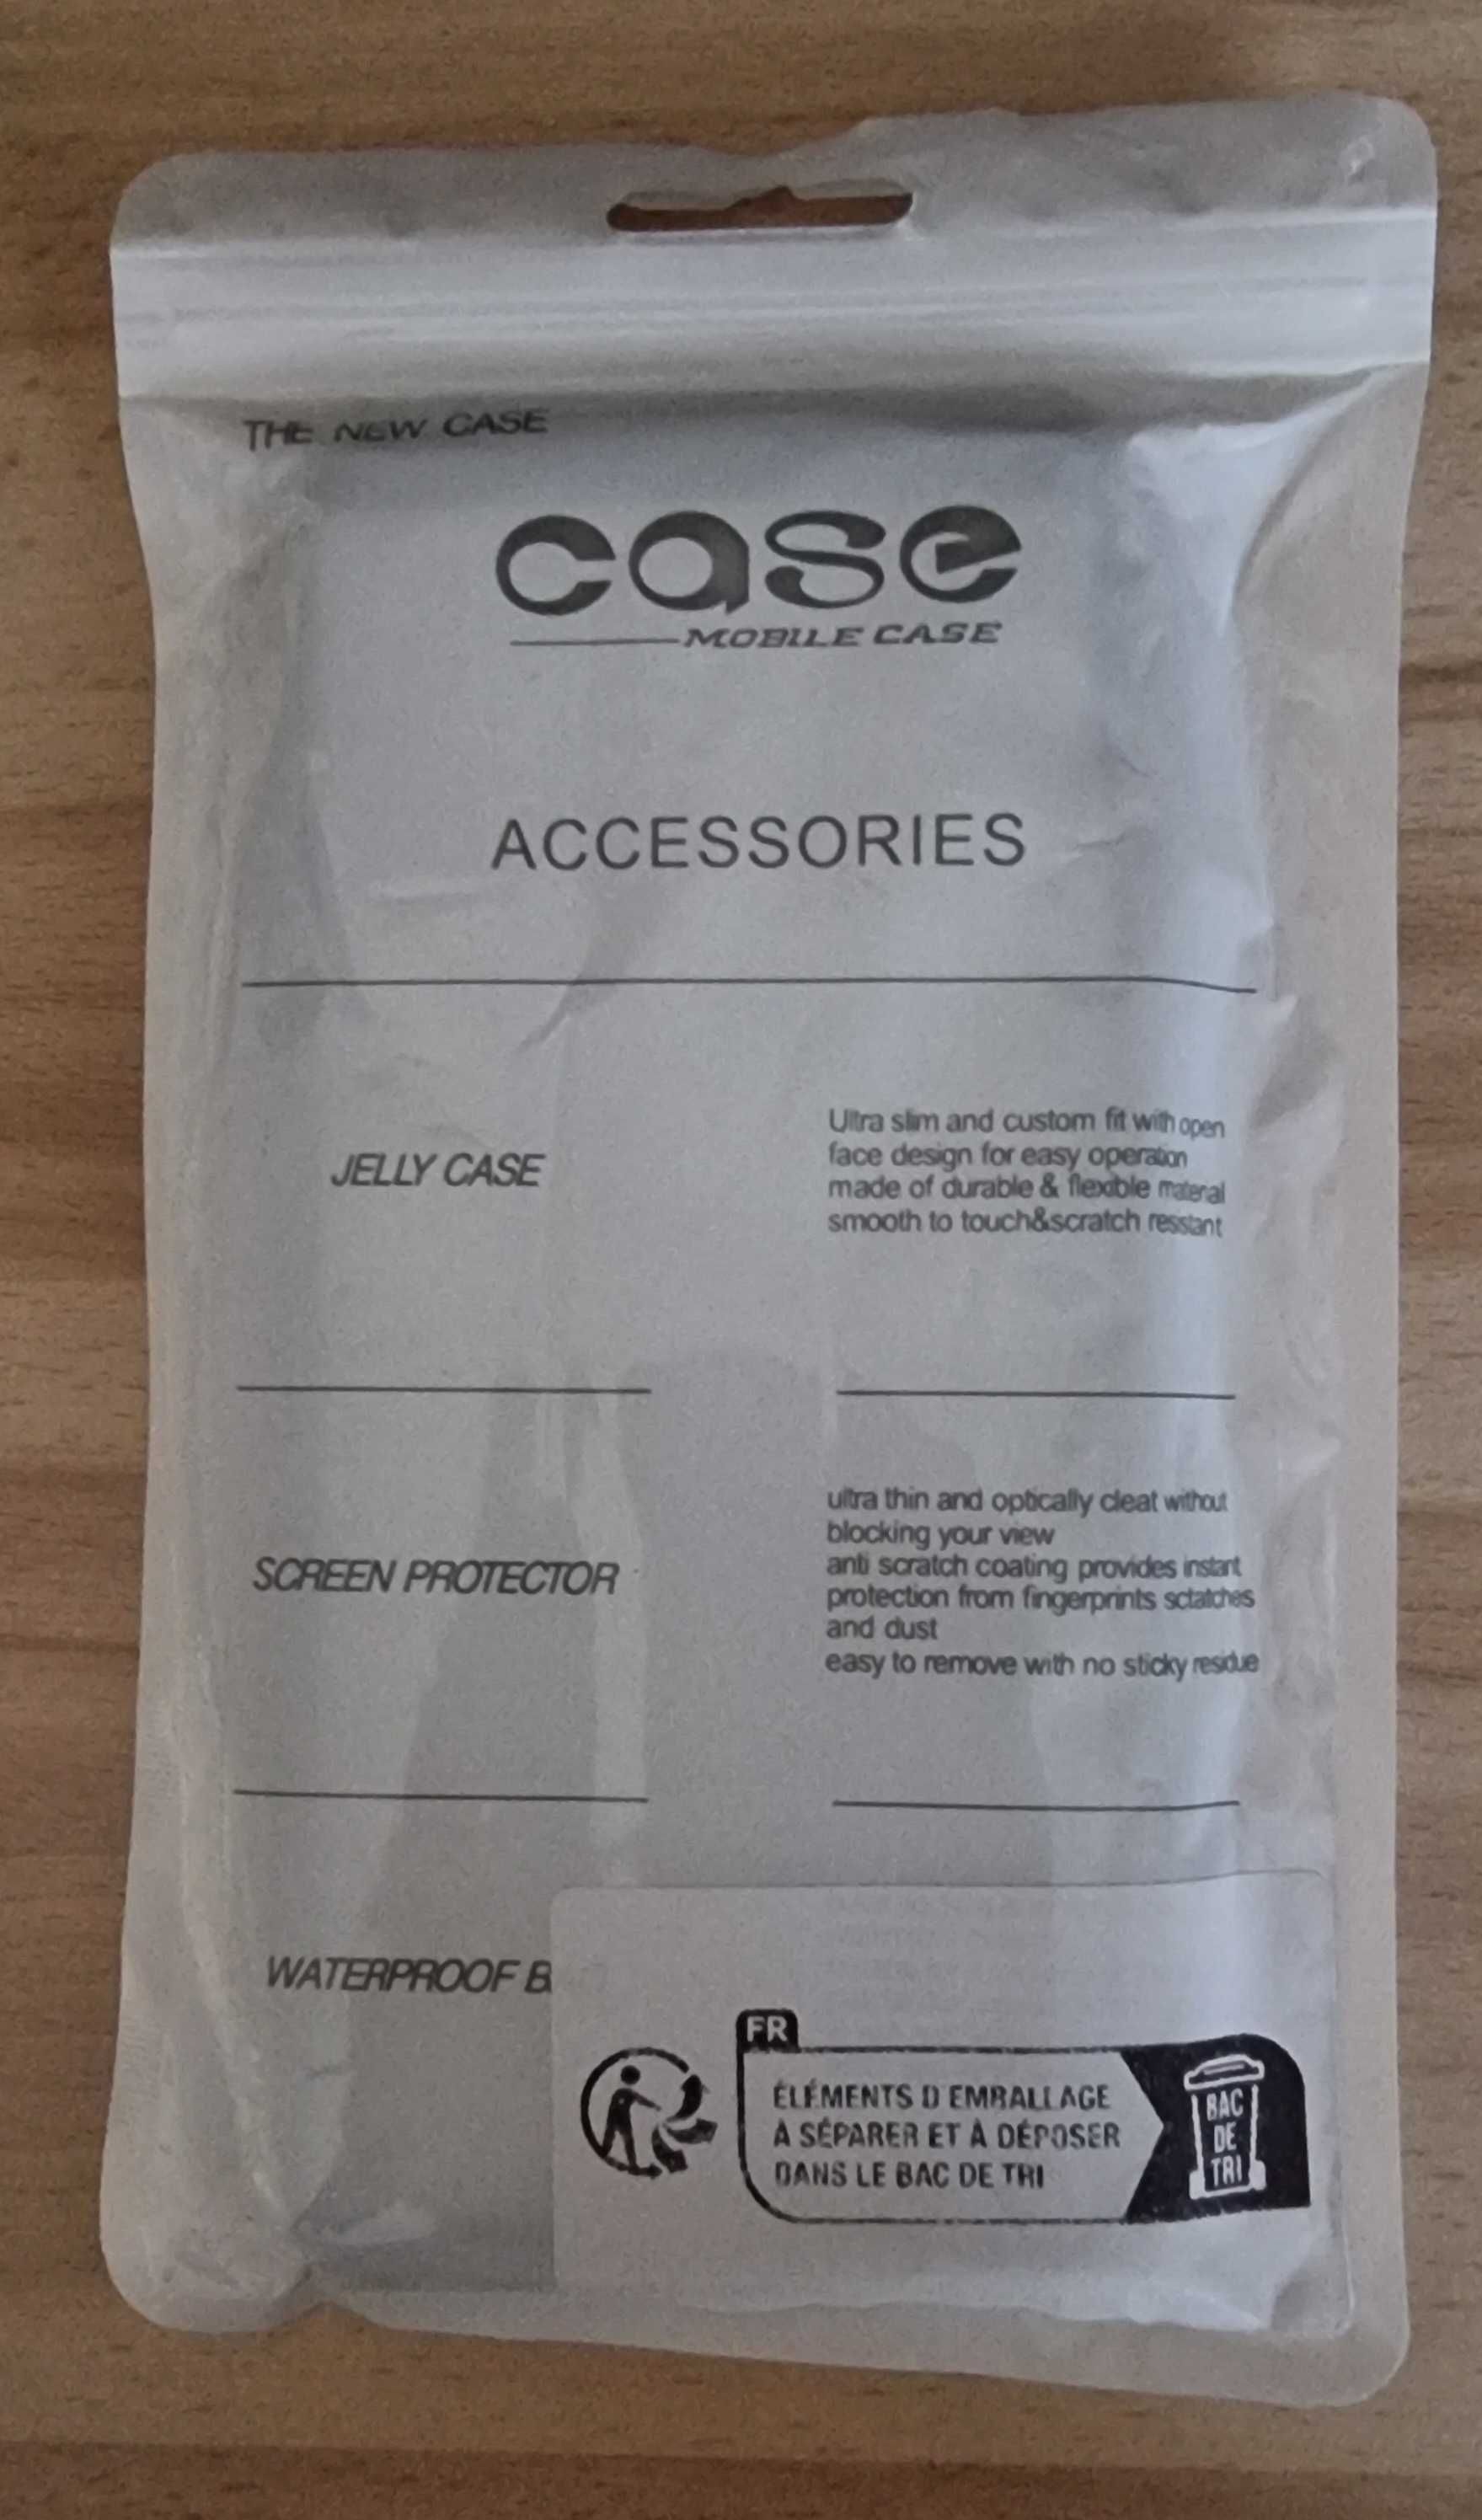 THE NEW CASE
case
MOBILE CASE
ACCESSORIES
JELLY CASE
Ultra slim and custom fit with open
face design for easy operation
made of durable & flexible material
smooth to touch&scratch resistant
SCREEN PROTECTOR
ultra thin and optically cleat without
blocking your view
anti scratch coating provides instant
protection from fingerprints sctatches
and dust
easy to remove with no sticky residue
WATERPROOF B
FR
ÉLÉMENTS D EMBALLAGE
À SÉPARER ET À DÉPOSER
DANS LE BAC DE TRI
BAC
DE
TRI